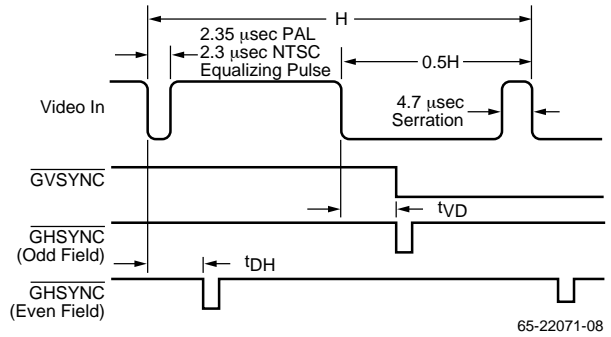 H
2.35 µsec PAL
2.3 µsec NTSC
Equalizing Pulse
0.5H
Video In
4.7 µsec
Serration
GVSYNC
tVD
GHSYNC
(Odd Field)
tDH
GHSYNC
(Even Field)
65-22071-08